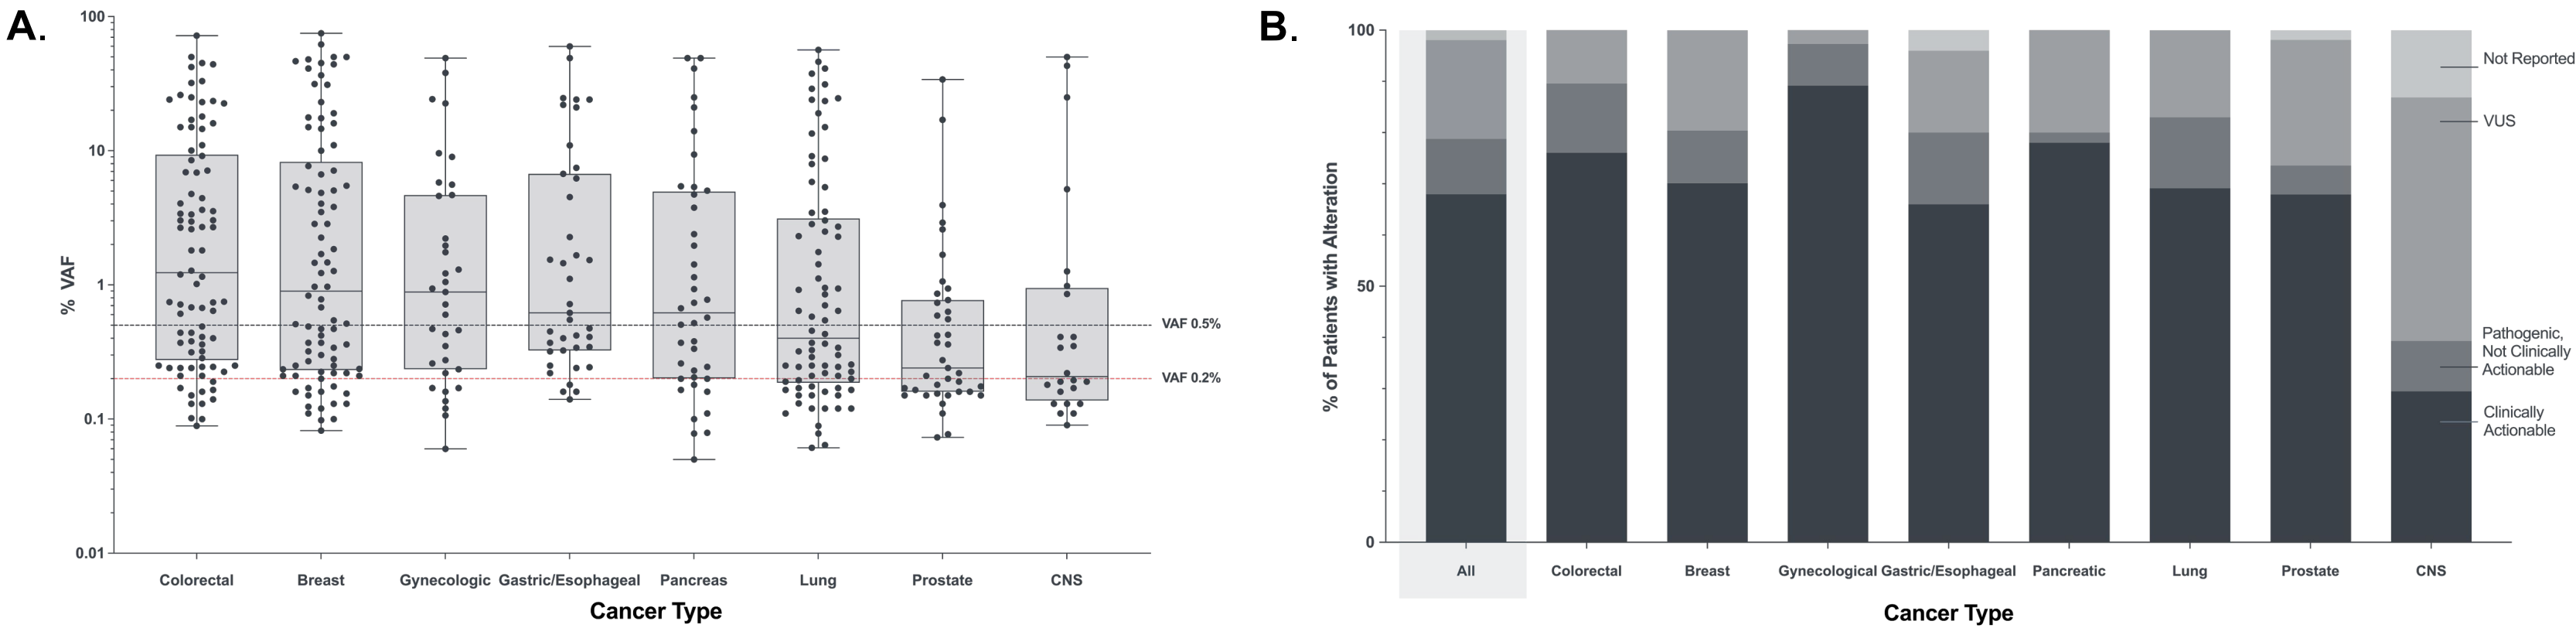 A.
% VAF
100
10
1
0.1
0.01
VAF 0.5%
VAF 0.2%
Colorectal
Breast
Gynecologic
Gastric/Esophageal
Pancreas
Lung
Prostate
CNS
Cancer Type
B.
% of Patients with Alteration
100
50
0
Not Reported
VUS
Pathogenic,
Not Clinically
Actionable
Clinically
Actionable
All
Colorectal
Breast
Gynecological
Gastric/Esophageal
Pancreatic
Lung
Prostate
CNS
Cancer Type